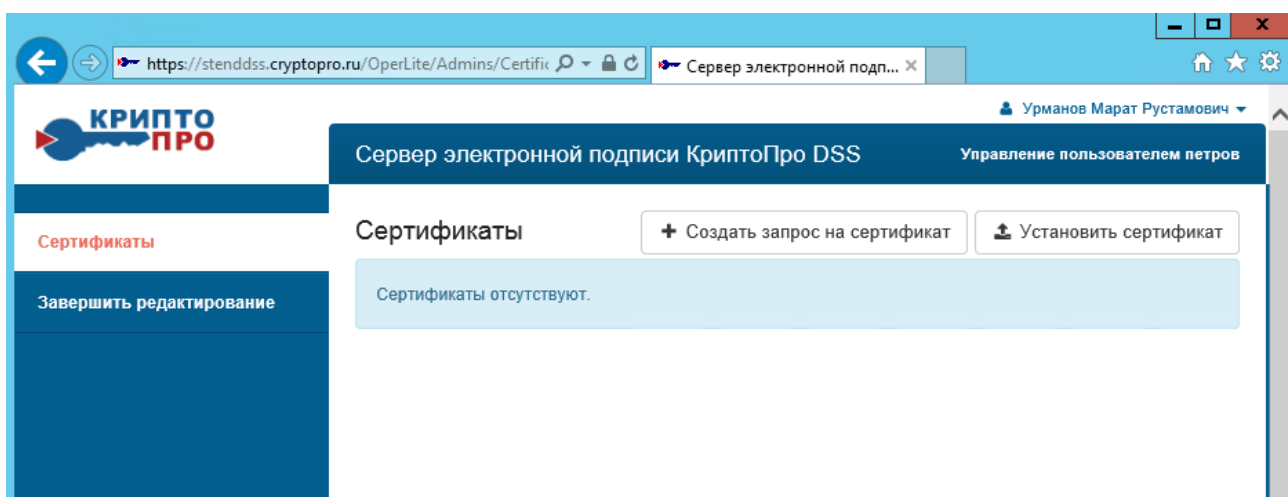 https://stenddss.cryptopro.ru/OperLite/Admins/Certific
Сервер электронной подп...
КРИПТО
ПРО
Урманов Марат Рустамович
Сервер электронной подписи КриптоПро DSS
Управление пользователем петров
Сертификаты
Завершить редактирование
Сертификаты
Создать запрос на сертификат
Установить сертификат
Сертификаты отсутствуют.